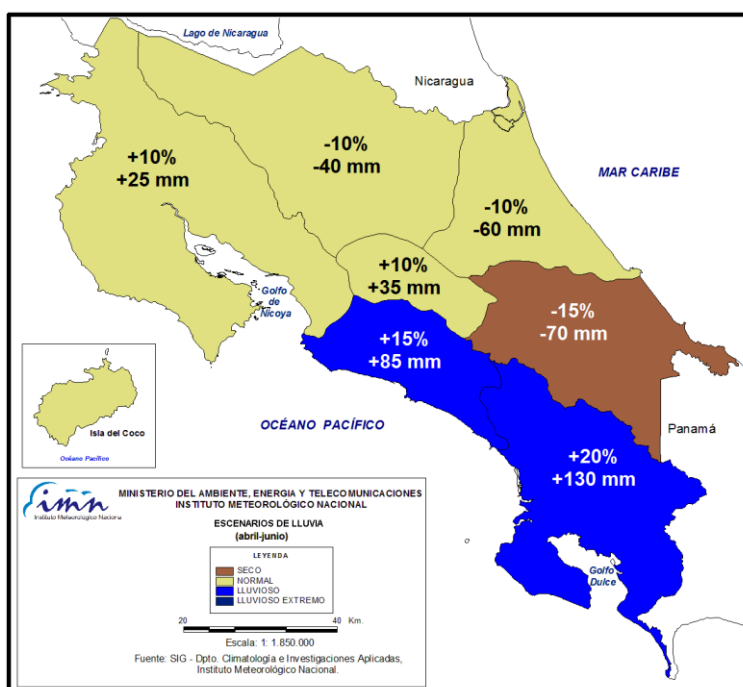 Lago de Nicaragua
Nicaragua
+10%
+25 mm
-10%
-40 mm
MAR CARIBE
-10%
-60 mm
+10%
+35 mm
Golfo
de
Nicoya
-15%
-70 mm
+15%
+85 mm
Isla del Coco
Océano Pacífico
OCÉANO PACÍFICO
Panamá
+20%
+130 mm
Golfo
Dulce
imn
Instituto Meteorológico Nacional
MINISTERIO DEL AMBIENTE, ENERGIA Y TELECOMUNICACIONES
INSTITUTO METEOROLÓGICO NACIONAL
ESCENARIOS DE LLUVIA
(abril-junio)
LEYENDA
SECO
NORMAL
LLUVIOSO
LLUVIOSO EXTREMO
20 40 Km.
Escala: 1: 1.850.000
Fuente: SIG - Dpto. Climatología e Investigaciones Aplicadas,
Instituto Meteorológico Nacional.